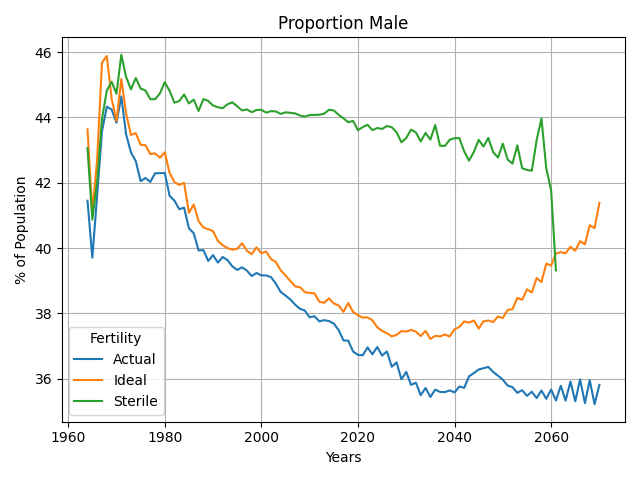 Proportion Male
% of Population
46
44
42
40
38
36
Fertility
Actual
Ideal
Sterile
1960 1980 2000 2020 2040 2060
Years